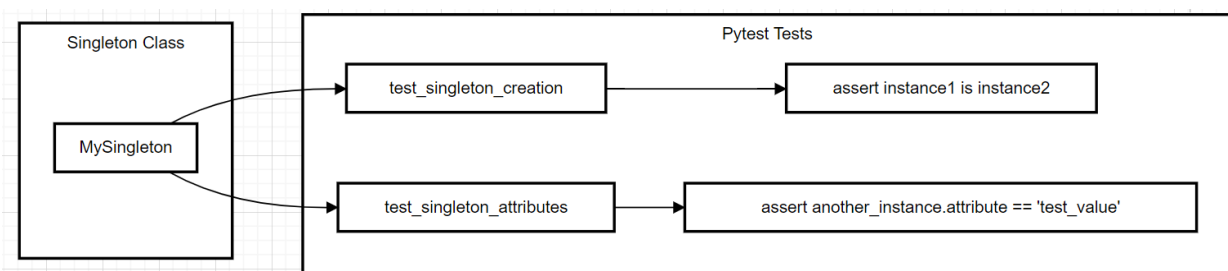 Singleton Class
MySingleton
Pytest Tests
test_singleton_creation
assert instance1 is instance2
test_singleton_attributes
assert another_instance.attribute == 'test_value'